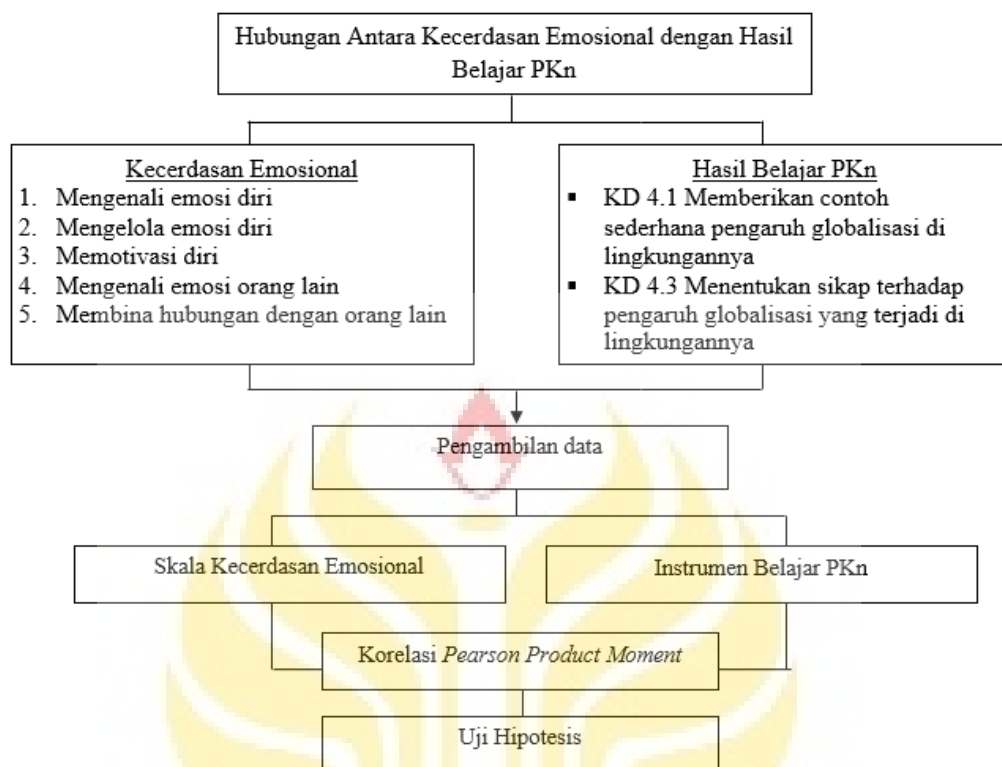 Hubungan Antara Kecerdasan Emosional dengan Hasil
Belajar PKn
Kecerdasan Emosional
1. Mengenali emosi diri
2. Mengelola emosi diri
3. Memotivasi diri
4. Mengenali emosi orang lain
5. Membina hubungan dengan orang lain
Hasil Belajar PKn
▪ KD 4.1 Memberikan contoh
sederhana pengaruh globalisasi di
lingkungannya
▪ KD 4.3 Menentukan sikap terhadap
pengaruh globalisasi yang terjadi di
lingkungannya
Pengambilan data
Skala Kecerdasan Emosional
Instrumen Belajar PKn
Korelasi Pearson Product Moment
Uji Hipotesis